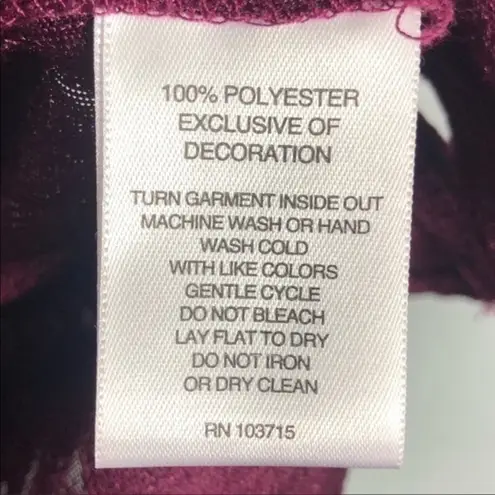 100% POLYESTER
EXCLUSIVE OF
DECORATION
TURN GARMENT INSIDE OUT
MACHINE WASH OR HAND
WASH COLD
WITH LIKE COLORS
GENTLE CYCLE
DO NOT BLEACH
LAY FLAT TO DRY
DO NOT IRON
OR DRY CLEAN
RN 103715